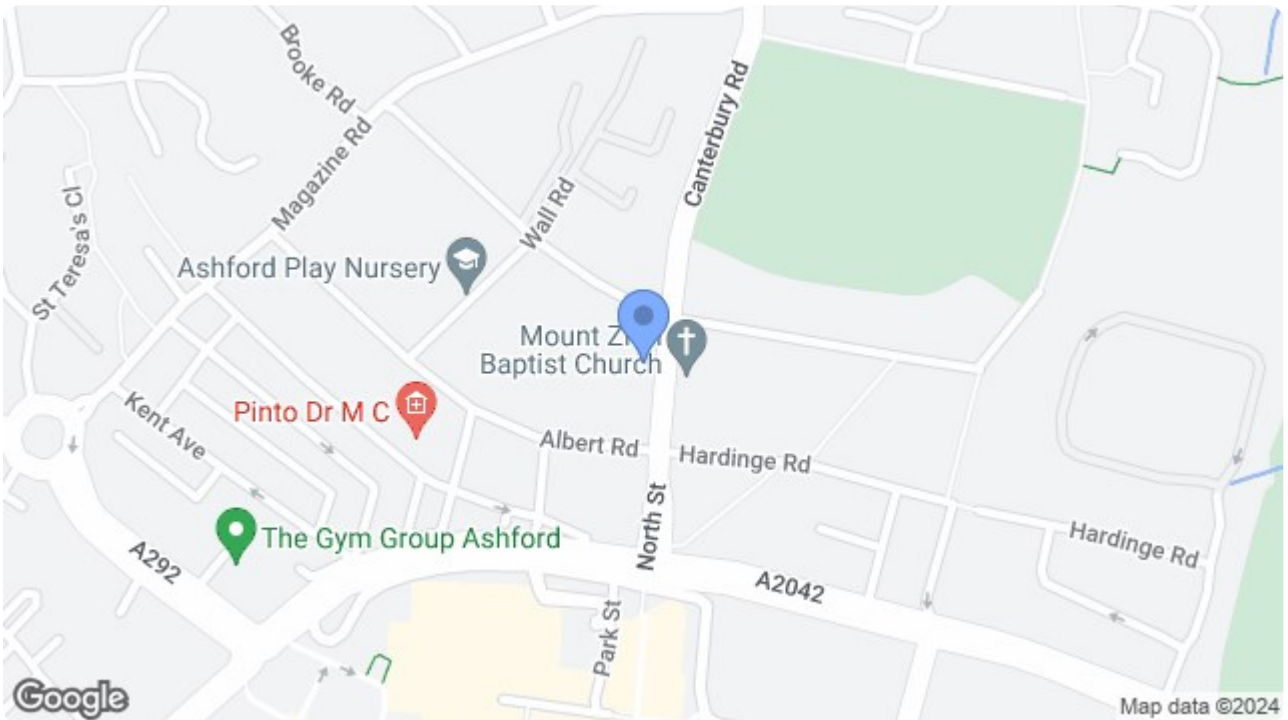 Brooke Rd
Magazine Rd
Canterbury Rd
St Teresa's Cl
Wall Rd
Ashford Play Nursery
Mount
Baptist Church
Pinto Dr M C
Kent Ave
Albert Rd
Hardinge Rd
North St
The Gym Group Ashford
Hardinge Rd
A292
A2042
Park St
Google
Map data ©2024